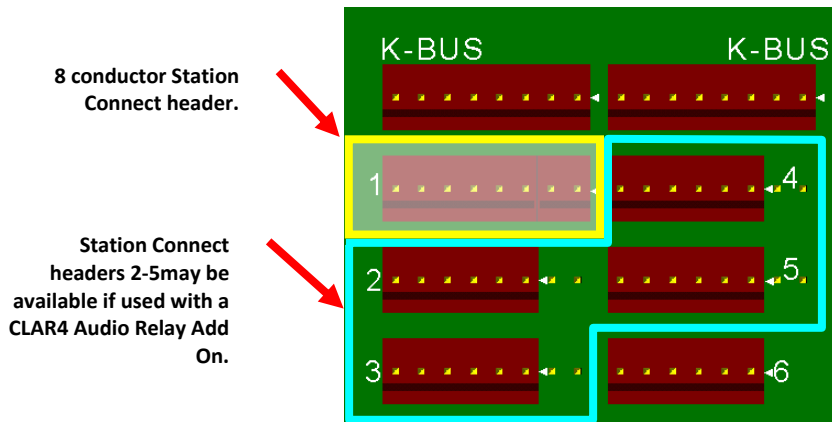 K-BUS K-BUS
8 conductor Station
Connect header.
1
4
Station Connect
headers 2-5may be
available if used with a
CLAR4 Audio Relay Add
On.
2
5
3
6